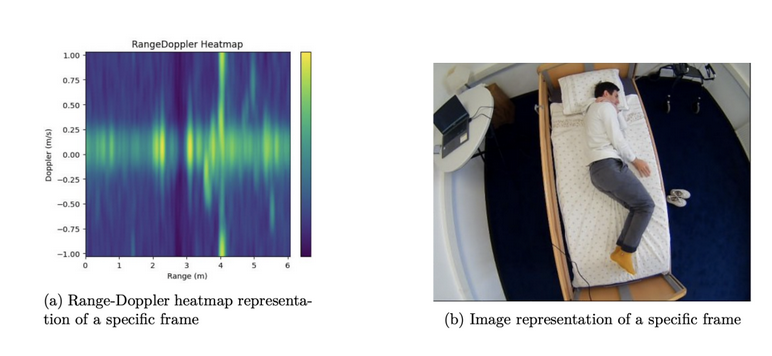 RangeDoppler Heatmap
Doppler (m/s)
1.00
0.75
0.50
0.25
0.00
−0.25
−0.50
−0.75
−1.00
0 1 2 3 4 5 6
Range (m)
(a) Range-Doppler heatmap representa-
tion of a specific frame
(b) Image representation of a specific frame